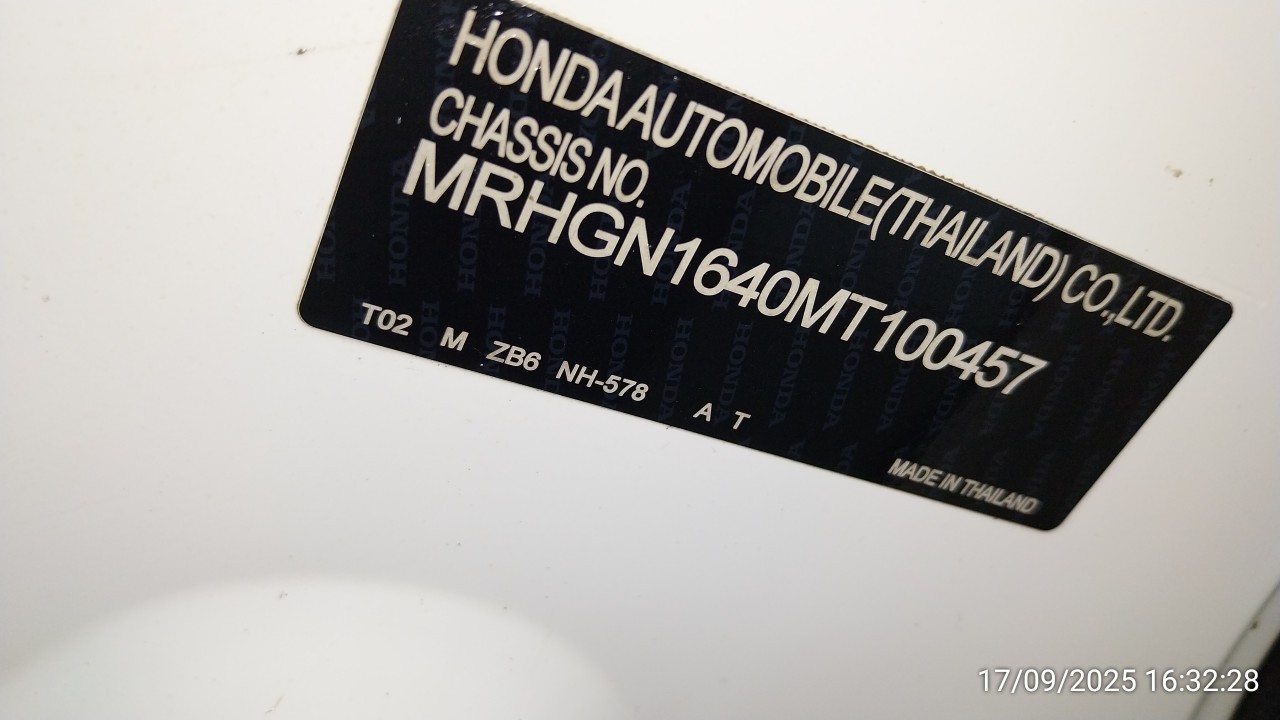 HONDA AUTOMOBILE (THAILAND) CO.,LTD.
CHASSIS NO.
MRHGN1640MT100457
T02 M ZB6 NH-578 A T
MADE IN THAILAND
17/09/2025 16:32:28